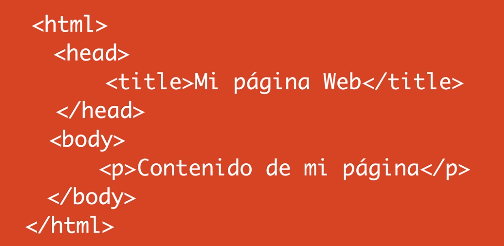 <html>
<head>
<title>Mi página Web</title>
</head>
<body>
<p>Contenido de mi página</p>
</body>
</html>